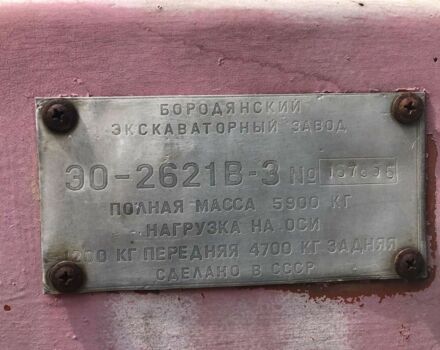 БОРОДЯНСКИЙ
ЭКСКАВАТОРНЫЙ ЗАВОД
ЭО-2621В-3 №
ПОЛНАЯ МАССА 5900 КГ
НАГРУЗКА НА ОСИ
1200 КГ ПЕРЕДНЯЯ 4700 КГ ЗАДНЯЯ
СДЕЛАНО В СССР